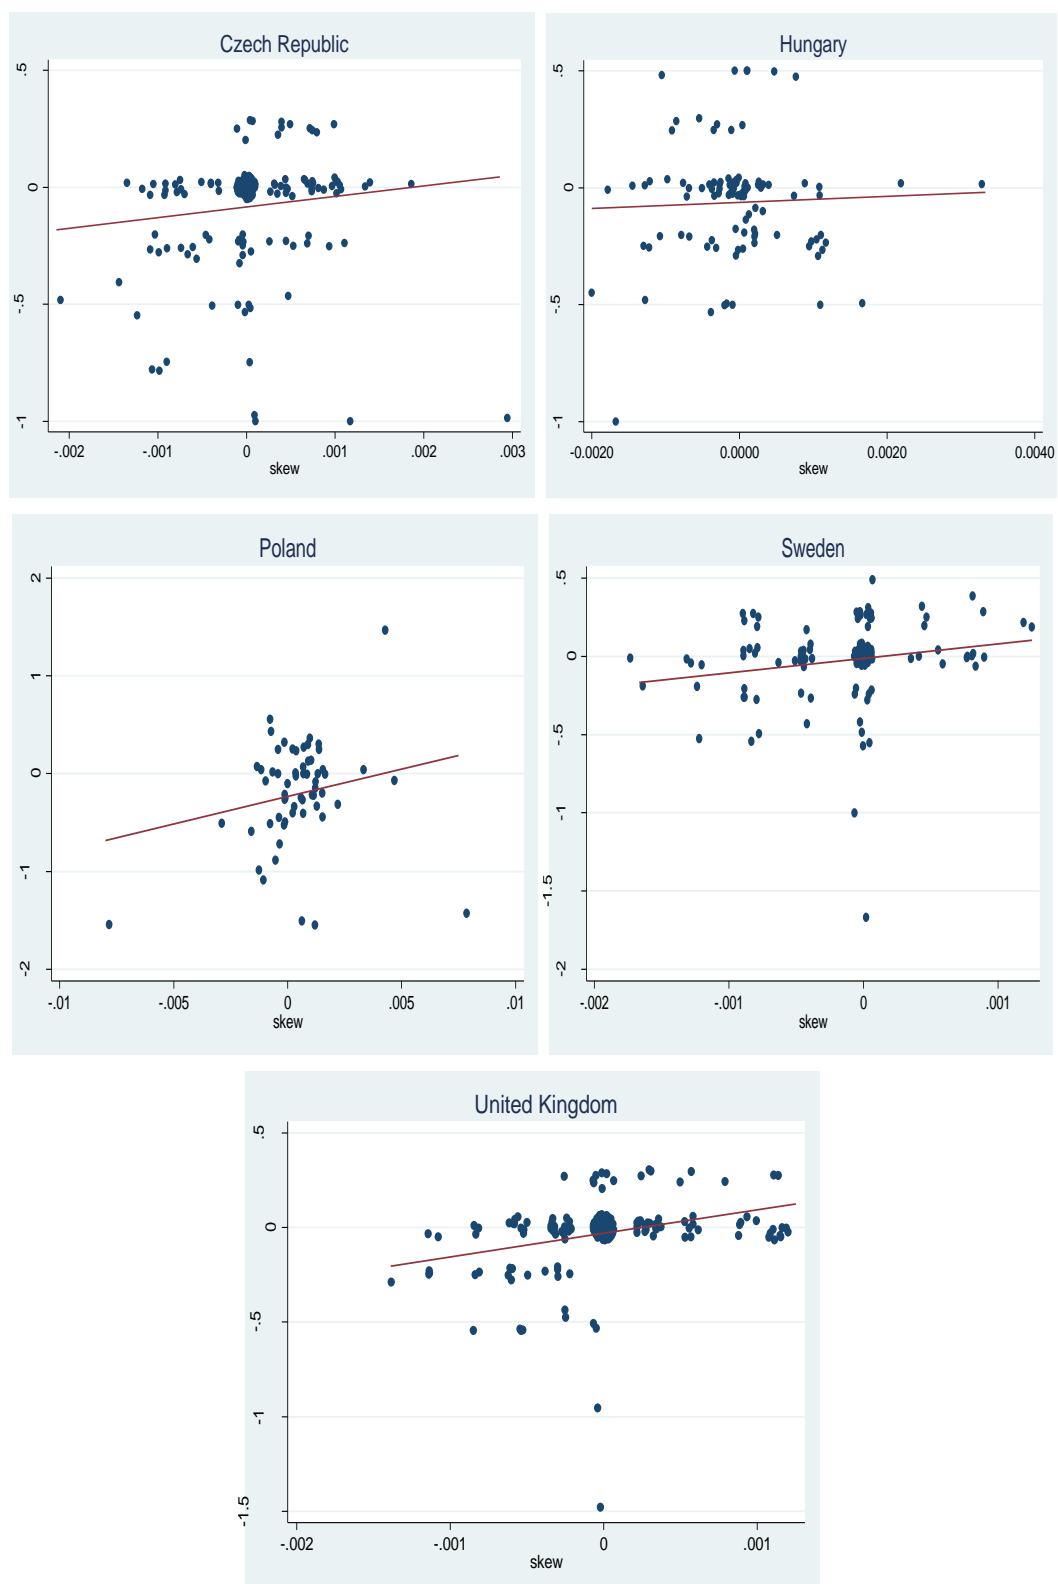 Czech Republic
.5
0
-.5
-1
-.002 -.001 0 .001 .002 .003
skew
Hungary
.5
0
-.5
-1
-0.0020 0.0000 0.0020 0.0040
skew
Poland
2
1
0
-1
-2
-.01 -.005 0 .005 .01
skew
Sweden
.5
0
-.5
-1
-1.5
-2
-.002 -.001 0 .001
skew
United Kingdom
.5
0
-.5
-1
-1.5
-.002 -.001 0 .001
skew